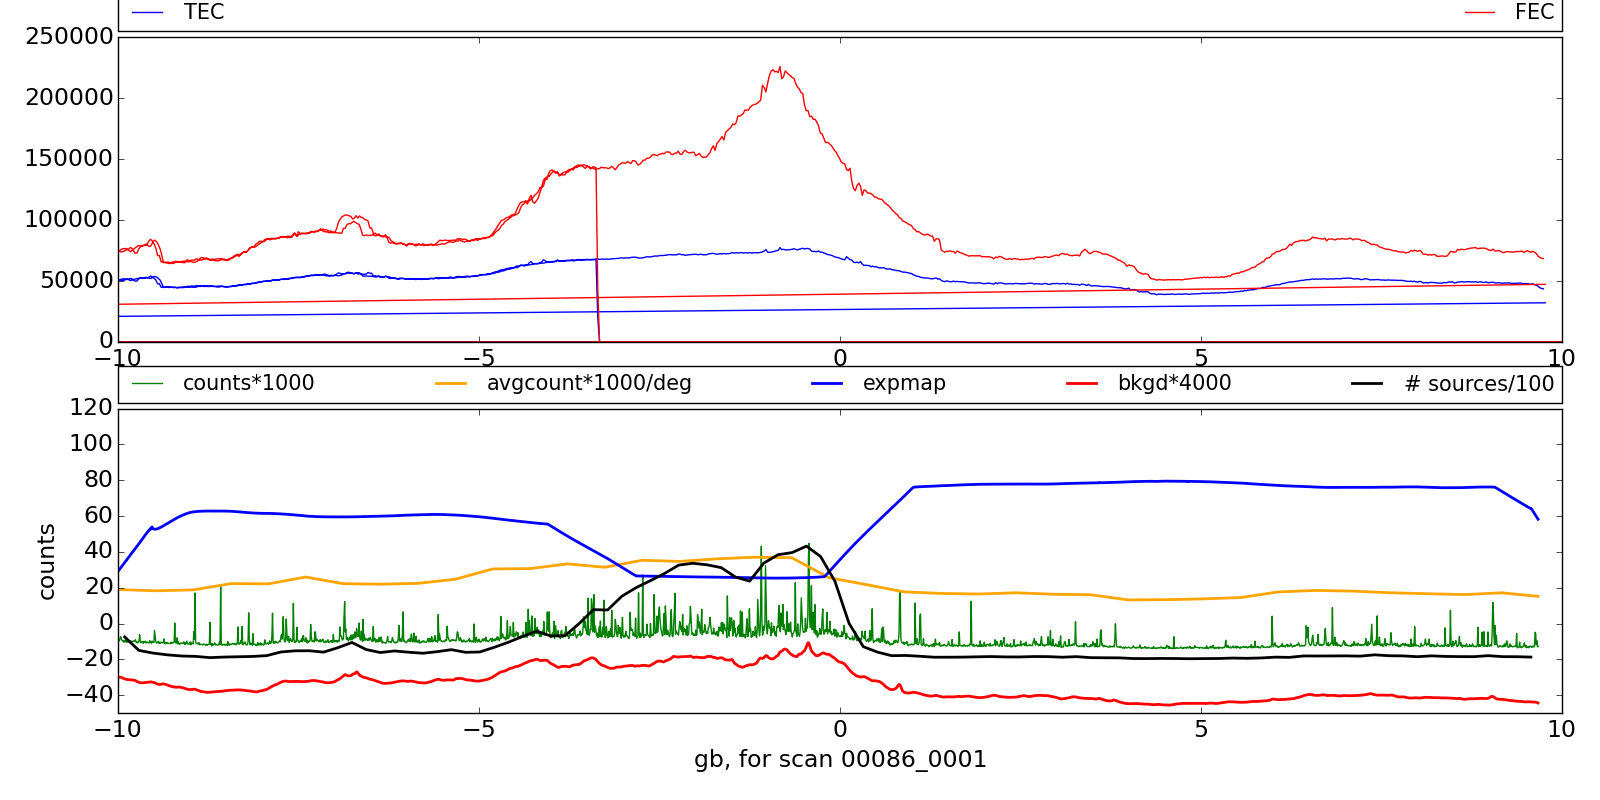 TEC FEC
250000
200000
150000
100000
50000
0
−10 −5 0 5 10
counts*1000 avgcount*1000/deg expmap bkgd*4000 # sources/100
120
100
80
60
40
20
0
−20
−40
counts
−10 −5 0 5 10
gb, for scan 00086_0001